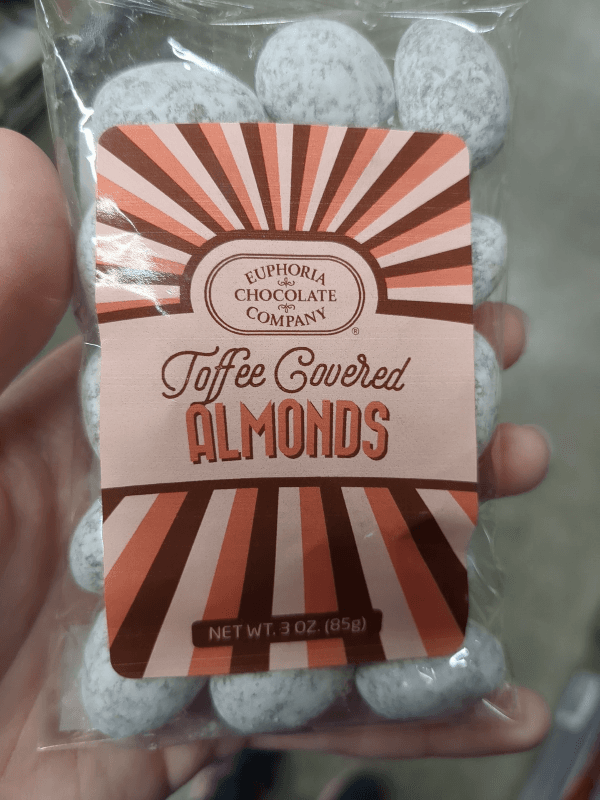 EUPHORIA
CHOCOLATE
COMPANY
®
Toffee Covered
ALMONDS
NET WT. 3 OZ. (85g)